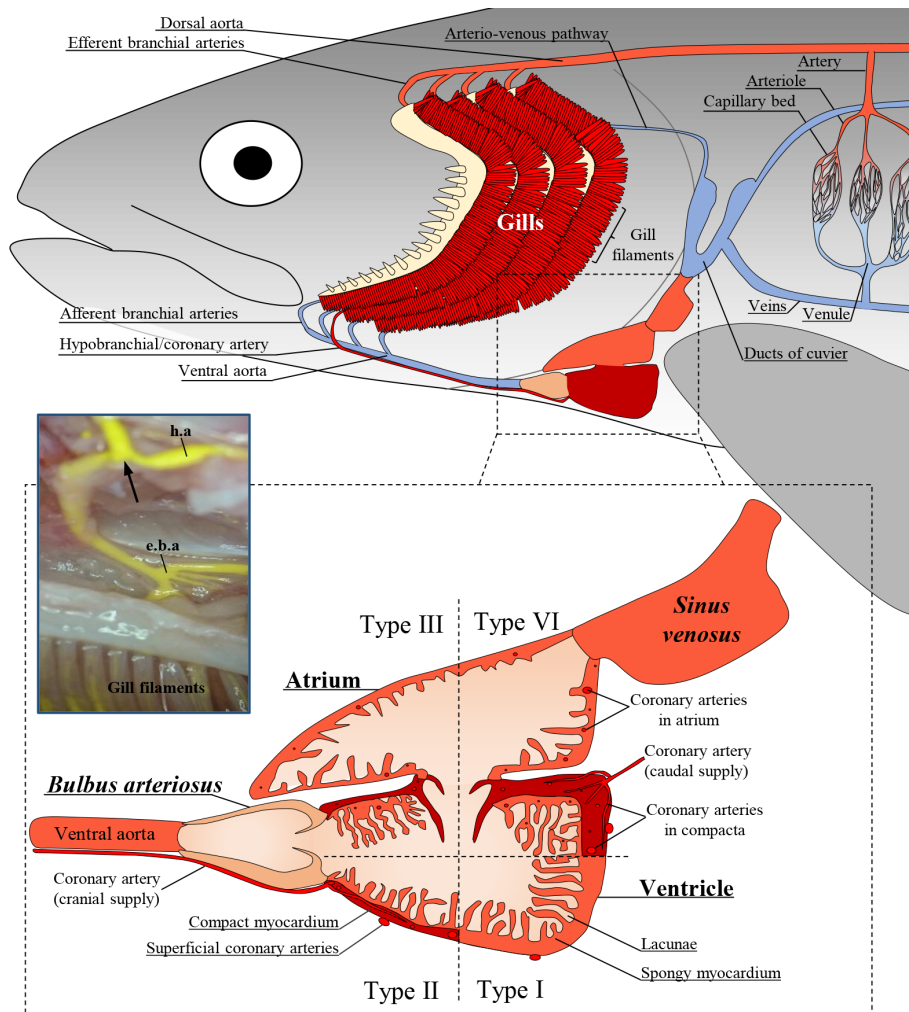 Dorsal aorta
Efferent branchial arteries
Arterio-venous pathway
Artery
Arteriole
Capillary bed
Gills
Gill
filaments
Afferent branchial arteries
Hypobranchial/coronary artery
Ventral aorta
Veins
Venule
Ducts of cuvier
h.a
e.b.a
Gill filaments
Type III
Type VI
Sinus
venosus
Atrium
Coronary arteries
in atrium
Coronary artery
(caudal supply)
Bulbus arteriosus
Coronary arteries
in compacta
Ventral aorta
Coronary artery
(cranial supply)
Ventricle
Compact myocardium
Superficial coronary arteries
Lacunae
Spongy myocardium
Type II
Type I